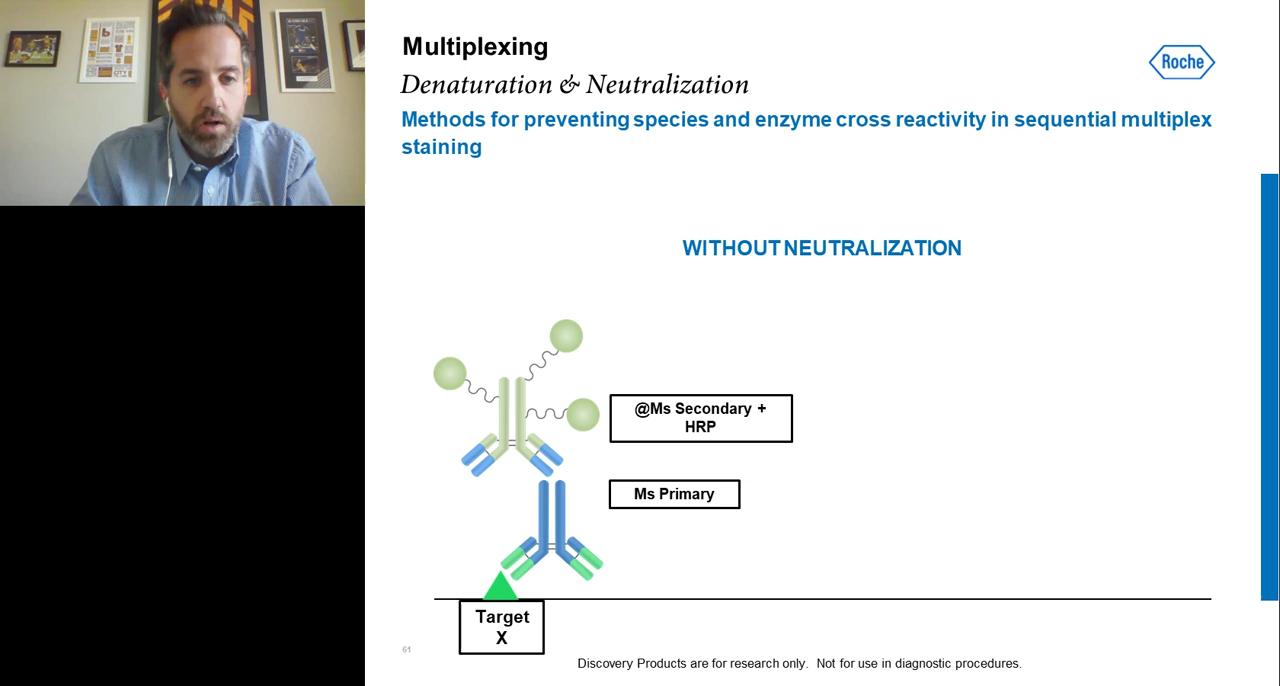 Multiplexing
Denaturation & Neutralization
Roche
Methods for preventing species and enzyme cross reactivity in sequential multiplex
staining
WITHOUT NEUTRALIZATION
@Ms Secondary +
HRP
Ms Primary
Target
X
61
Discovery Products are for research only. Not for use in diagnostic procedures.